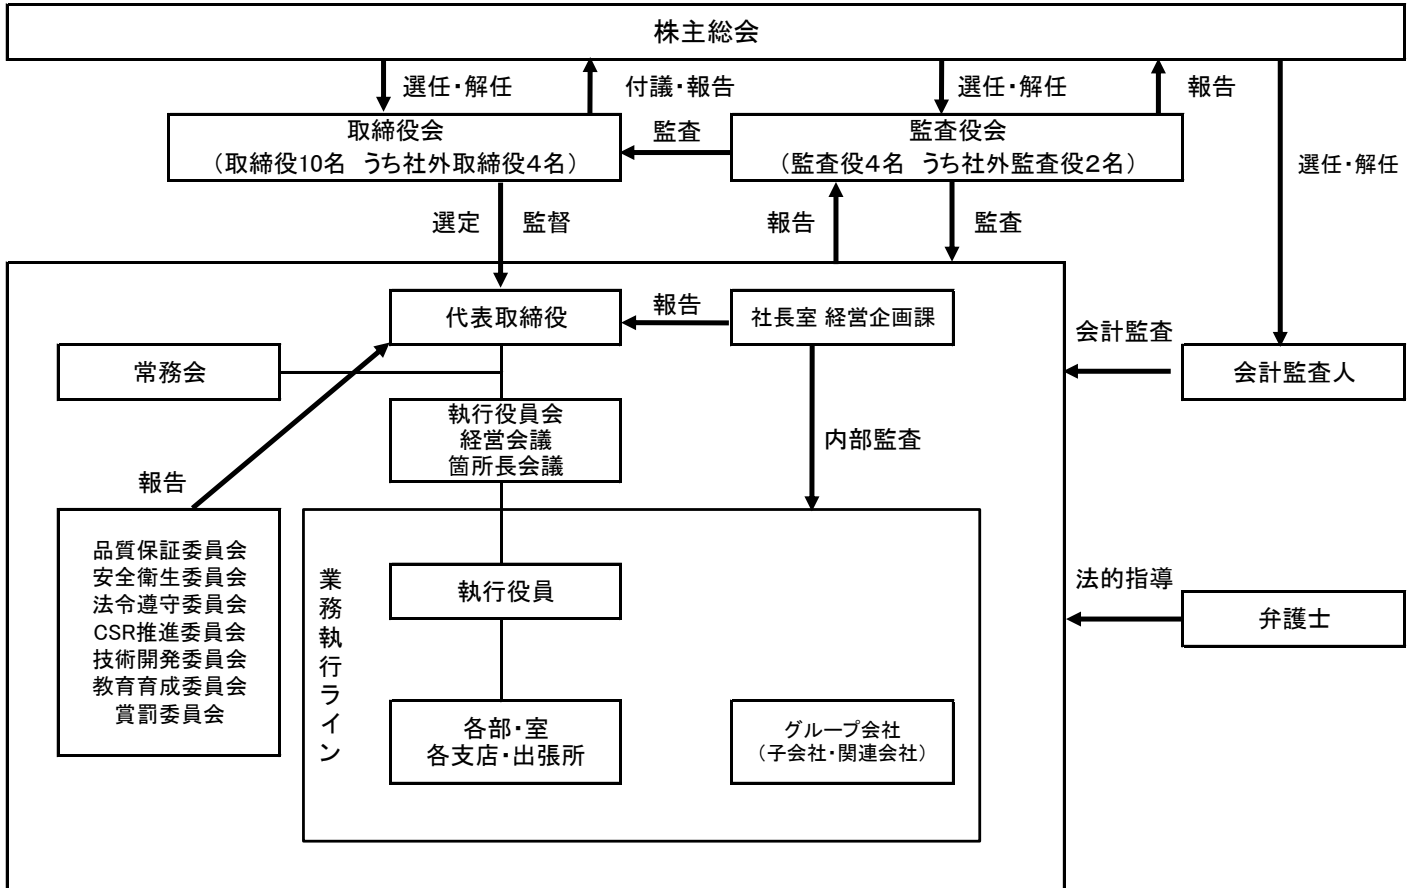 株主総会
選任・解任
付議・報告
選任・解任
報告
取締役会
（取締役10名　うち社外取締役４名）
監査
監査役会
（監査役４名　うち社外監査役２名）
選任・解任
選定
監督
報告
監査
代表取締役
報告
社長室 経営企画課
会計監査
常務会
会計監査人
執行役員会
経営会議
箇所長会議
内部監査
報告
品質保証委員会
安全衛生委員会
法令遵守委員会
CSR推進委員会
技術開発委員会
教育育成委員会
賞罰委員会
業務執行ライン
執行役員
法的指導
弁護士
各部・室
各支店・出張所
グループ会社
（子会社・関連会社）